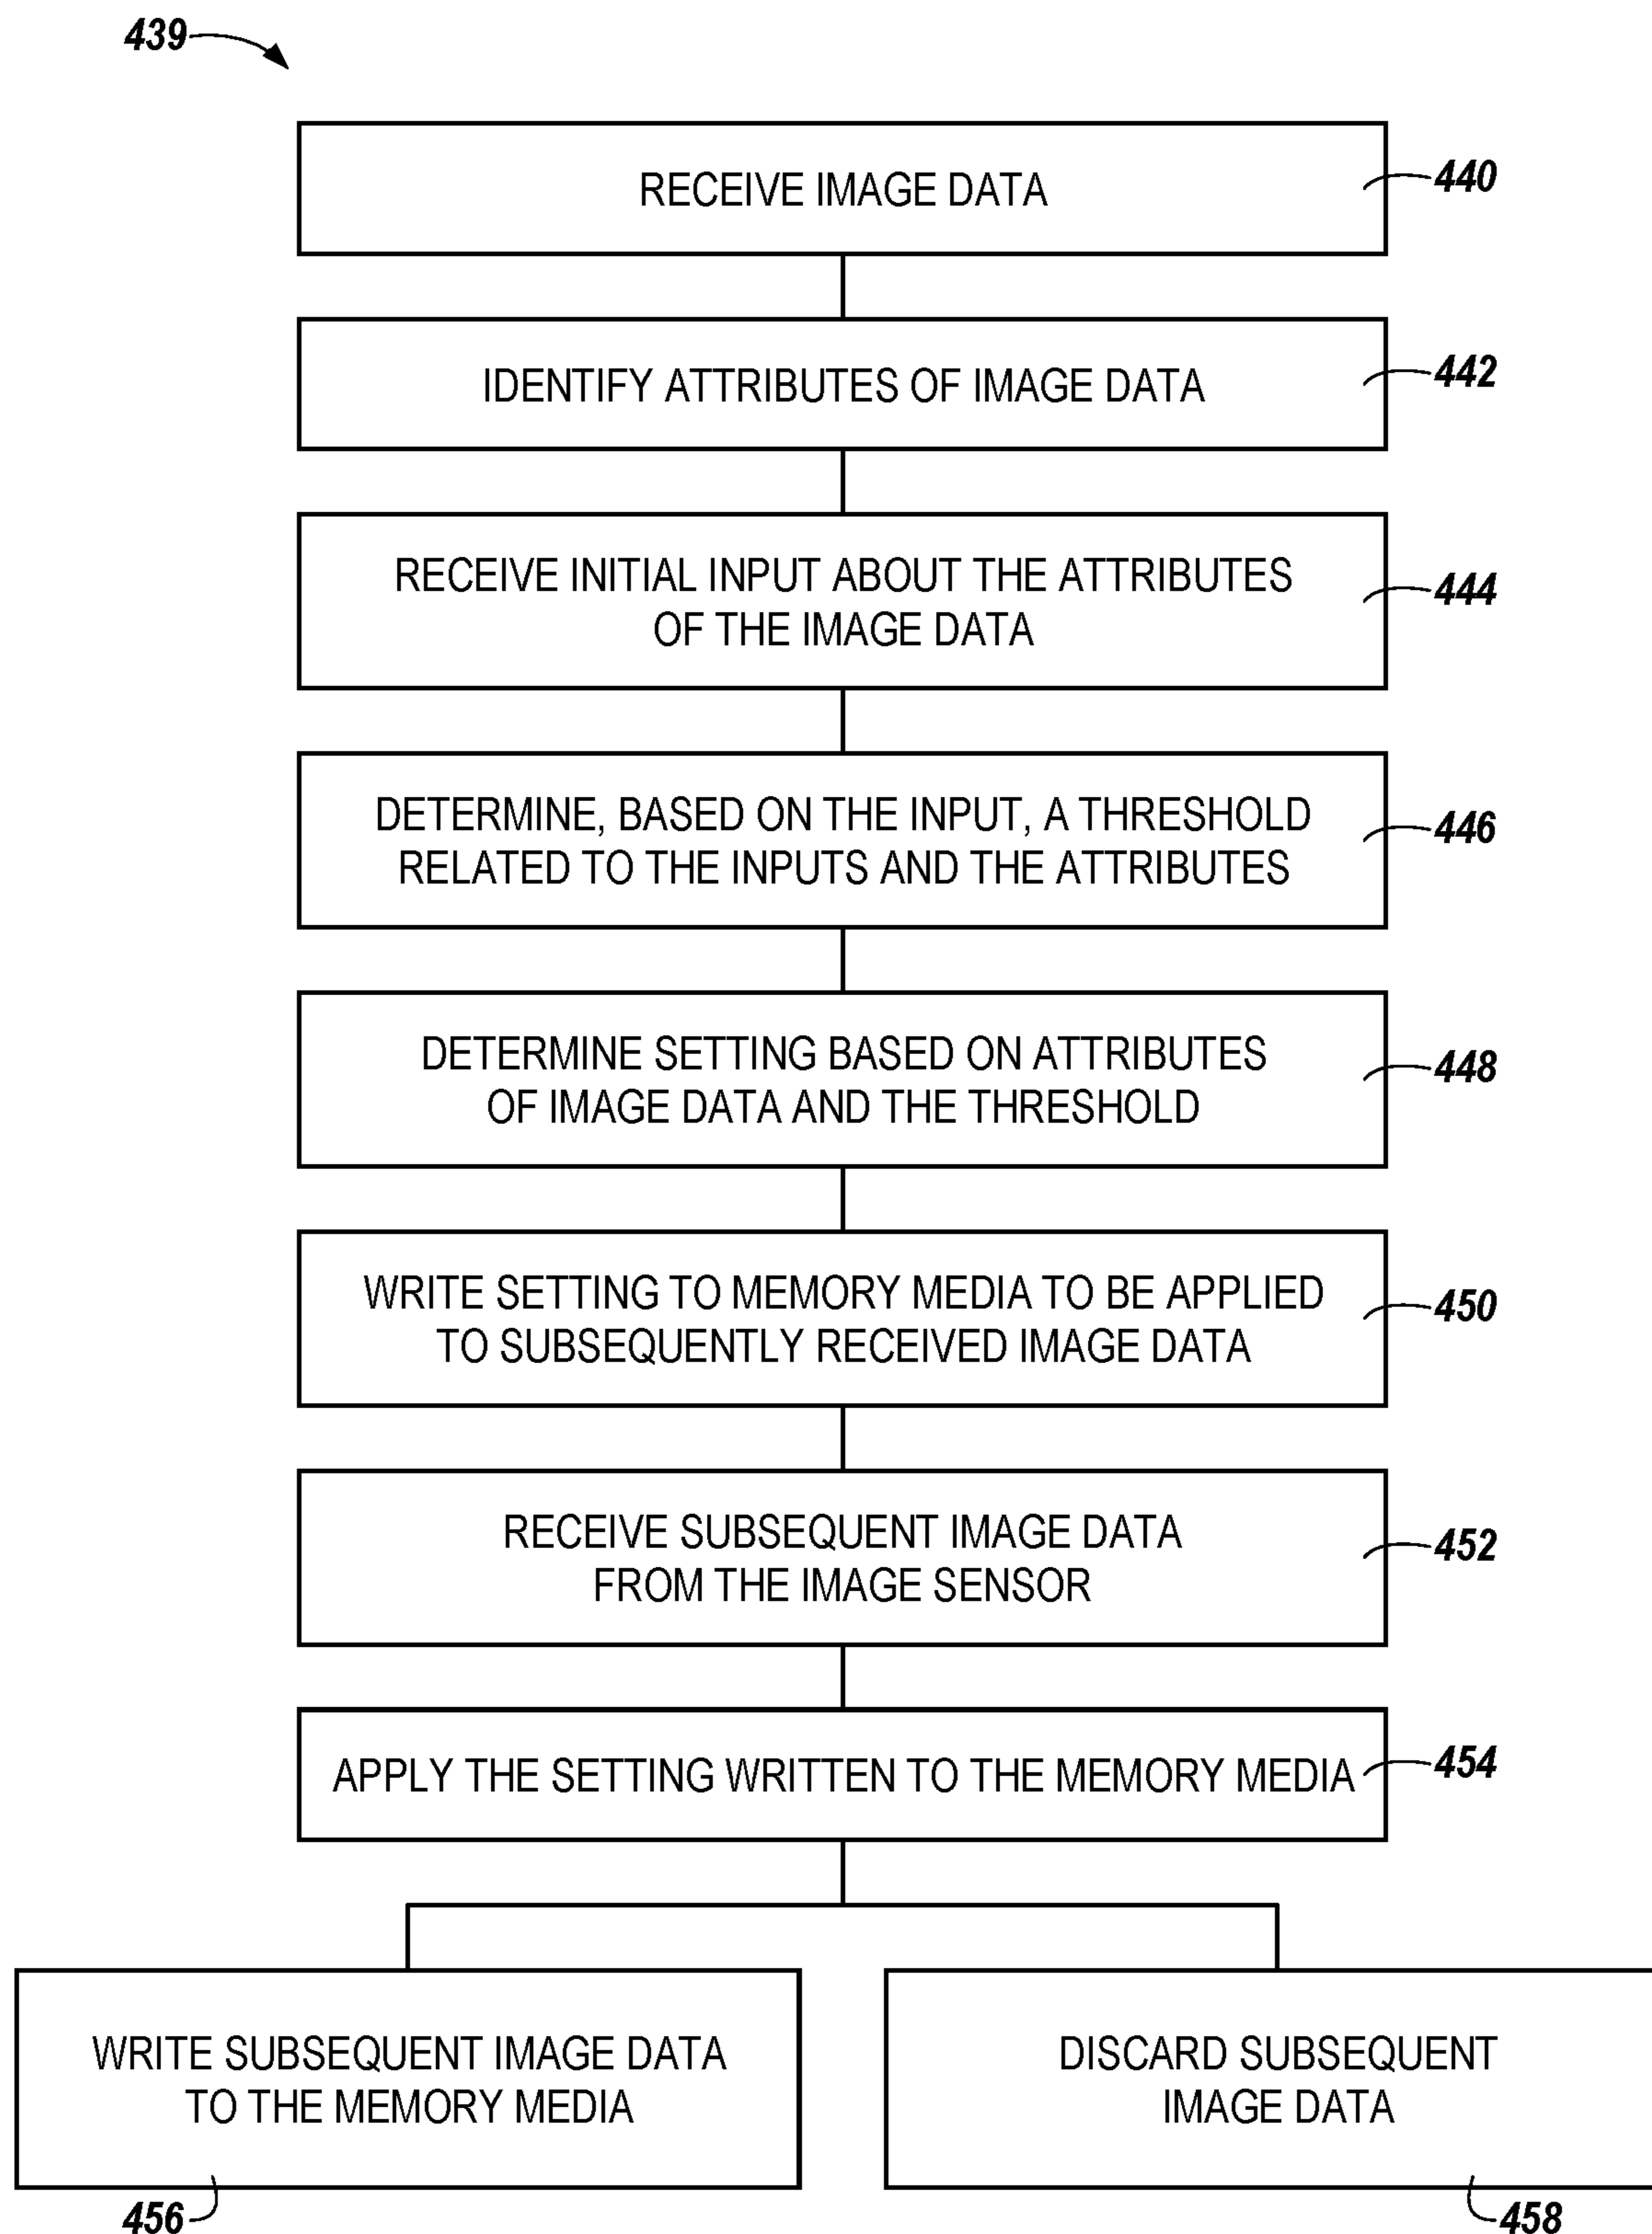 439
RECEIVE IMAGE DATA
440
IDENTIFY ATTRIBUTES OF IMAGE DATA
442
RECEIVE INITIAL INPUT ABOUT THE ATTRIBUTES
OF THE IMAGE DATA
444
DETERMINE, BASED ON THE INPUT, A THRESHOLD
RELATED TO THE INPUTS AND THE ATTRIBUTES
446
DETERMINE SETTING BASED ON ATTRIBUTES
OF IMAGE DATA AND THE THRESHOLD
448
WRITE SETTING TO MEMORY MEDIA TO BE APPLIED
TO SUBSEQUENTLY RECEIVED IMAGE DATA
450
RECEIVE SUBSEQUENT IMAGE DATA
FROM THE IMAGE SENSOR
452
APPLY THE SETTING WRITTEN TO THE MEMORY MEDIA
454
WRITE SUBSEQUENT IMAGE DATA
TO THE MEMORY MEDIA
456
DISCARD SUBSEQUENT
IMAGE DATA
458